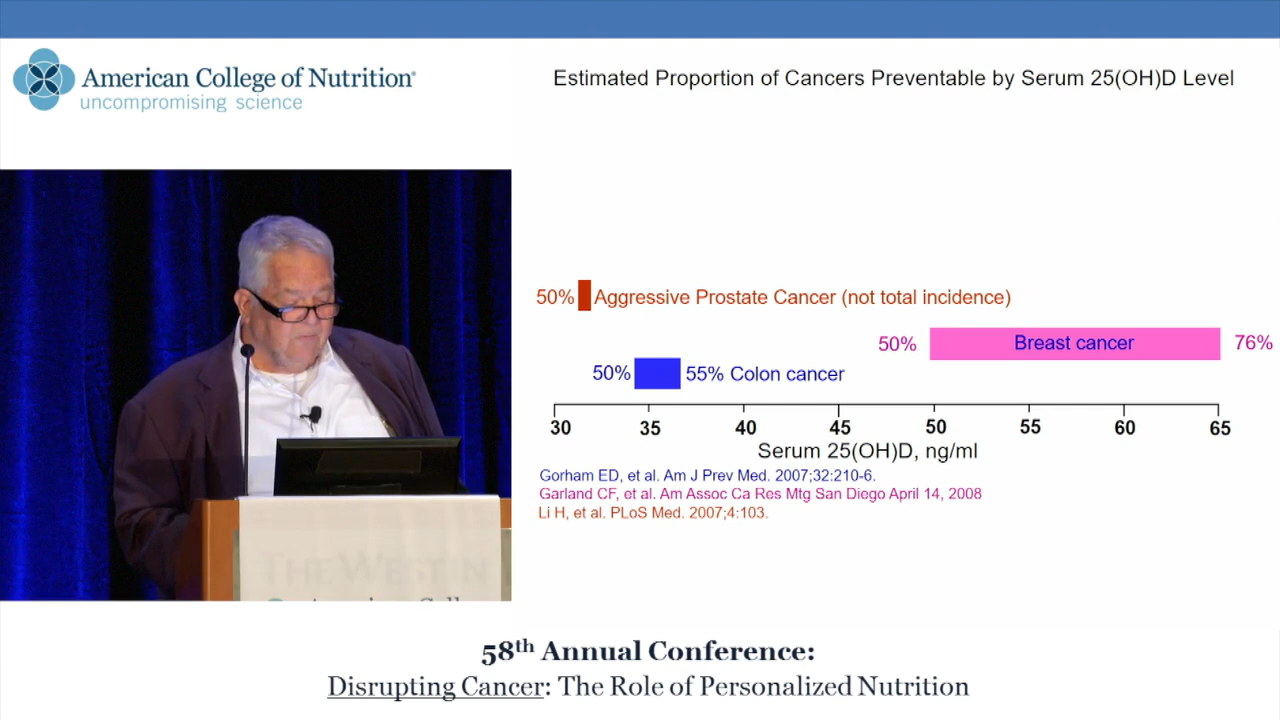 American College of Nutrition®
uncompromising science
Estimated Proportion of Cancers Preventable by Serum 25(OH)D Level
50% Aggressive Prostate Cancer (not total incidence)
50% Breast cancer 76%
50% 55% Colon cancer
30 35 40 45 50 55 60 65
Serum 25(OH)D, ng/ml
Gorham ED, et al. Am J Prev Med. 2007;32:210-6.
Garland CF, et al. Am Assoc Ca Res Mtg San Diego April 14, 2008
Li H, et al. PLoS Med. 2007;4:103.
THE WESTIN
58th Annual Conference:
Disrupting Cancer: The Role of Personalized Nutrition